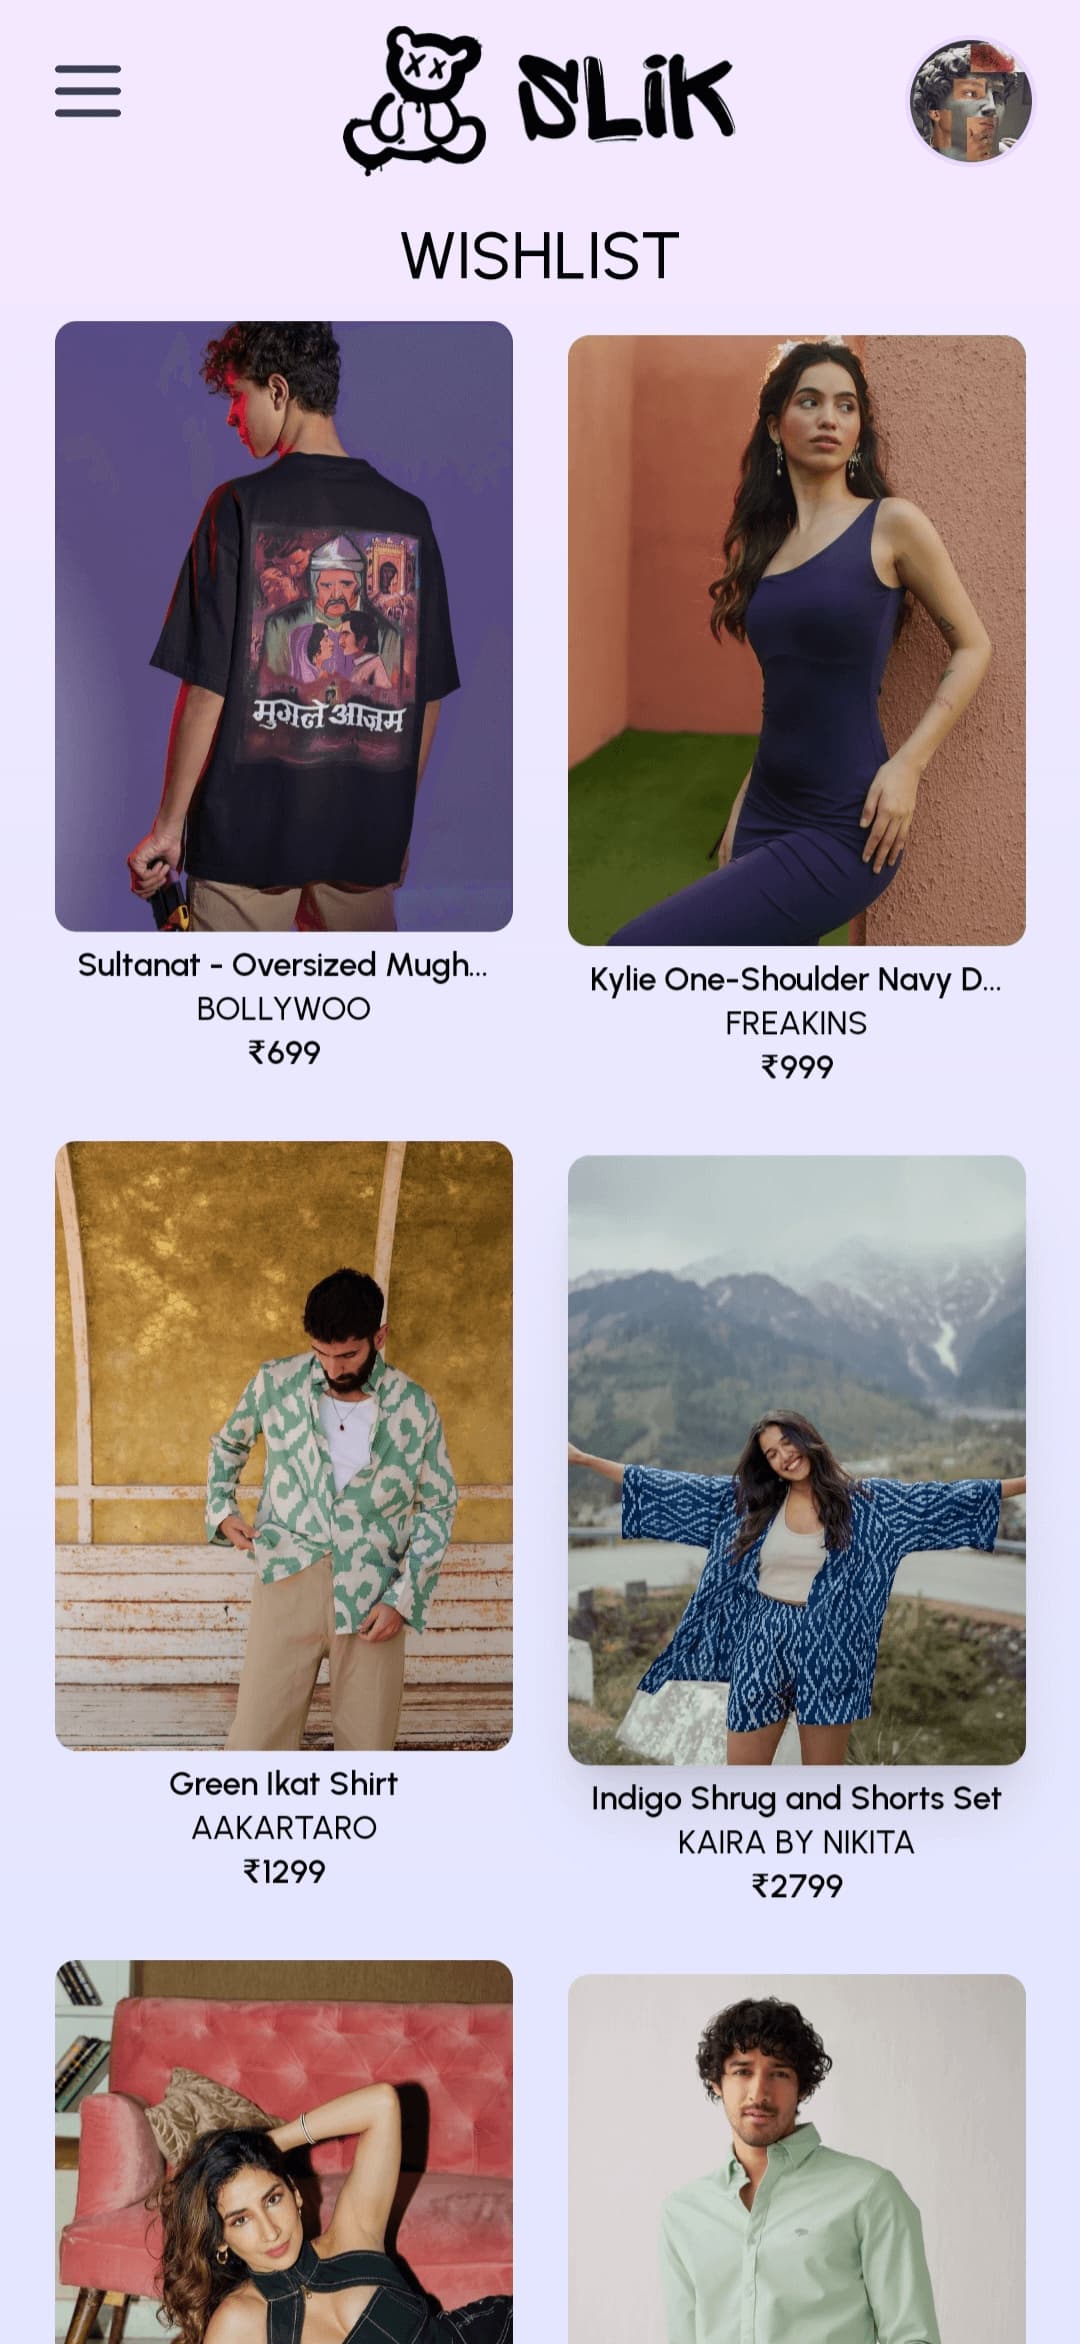 SLiK
WISHLIST
मुग़ले आज़म
Sultanat - Oversized Mugh...
BOLLYWOO
₹699
Kylie One-Shoulder Navy D...
FREAKINS
₹999
Green Ikat Shirt
AAKARTARO
₹1299
Indigo Shrug and Shorts Set
KAIRA BY NIKITA
₹2799